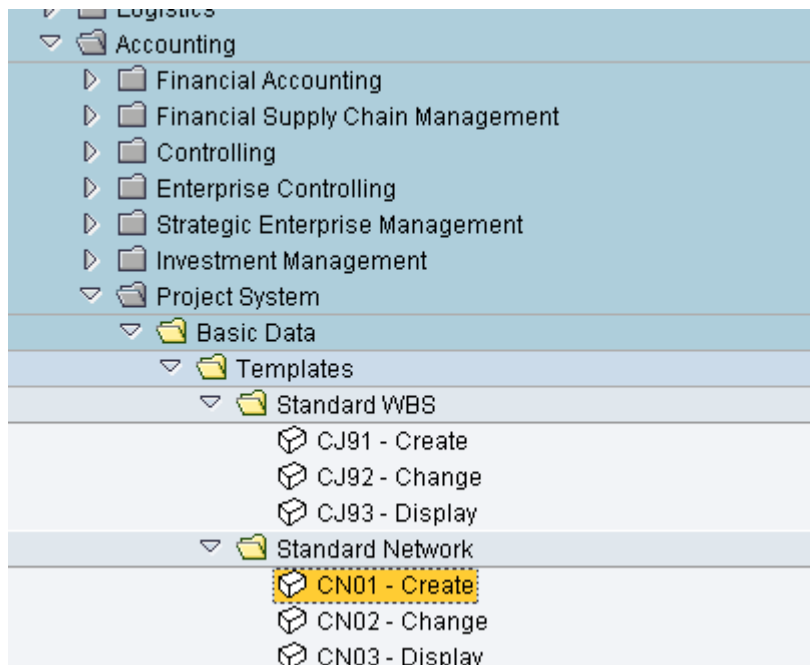 Logistics
Accounting
Financial Accounting
Financial Supply Chain Management
Controlling
Enterprise Controlling
Strategic Enterprise Management
Investment Management
Project System
Basic Data
Templates
Standard WBS
CJ91 - Create
CJ92 - Change
CJ93 - Display
Standard Network
CN01 - Create
CN02 - Change
CN03 - Display